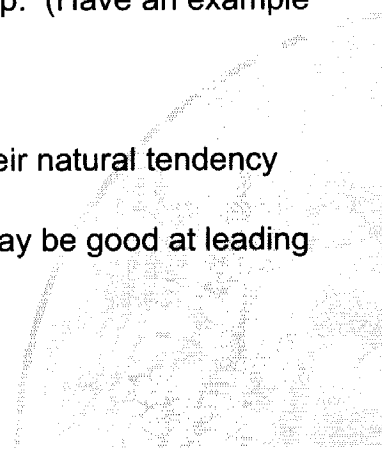 p. (Have an example
eir natural tendency
ay be good at leading